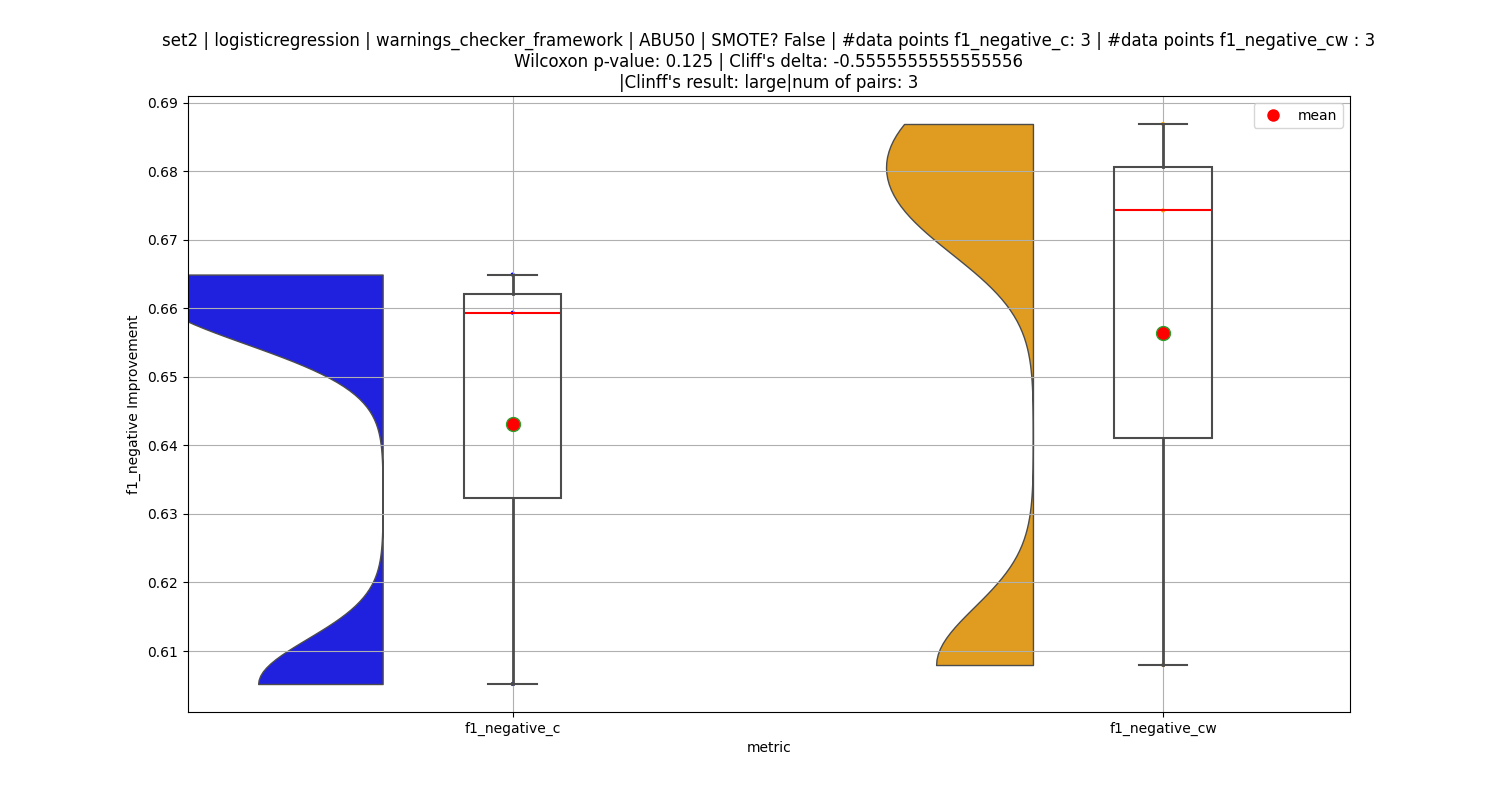 set2 | logisticregression | warnings_checker_framework | ABU50 | SMOTE? False | #data points f1_negative_c: 3 | #data points f1_negative_cw : 3
Wilcoxon p-value: 0.125 | Cliff's delta: -0.5555555555555556
|Clinff's result: large|num of pairs: 3
mean
0.69
0.68
0.67
0.66
0.65
0.64
0.63
0.62
0.61
f1_negative Improvement
f1_negative_c
f1_negative_cw
metric